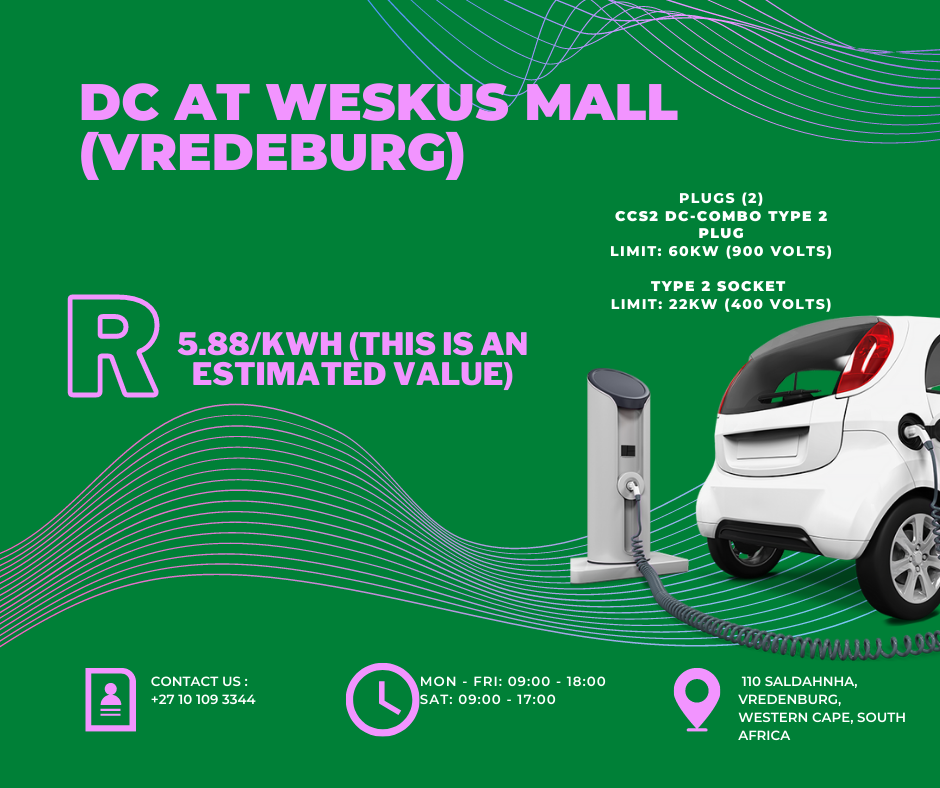 DC AT WESKUS MALL
(VREDEBURG)
PLUGS (2)
CCS2 DC-COMBO TYPE 2
PLUG
LIMIT: 60KW (900 VOLTS)
TYPE 2 SOCKET
LIMIT: 22KW (400 VOLTS)
R
5.88/KWH (THIS IS AN
ESTIMATED VALUE)
CONTACT US :
+27 10 109 3344
MON - FRI: 09:00 - 18:00
SAT: 09:00 - 17:00
110 SALDAHNHA,
VREDENBURG,
WESTERN CAPE, SOUTH
AFRICA